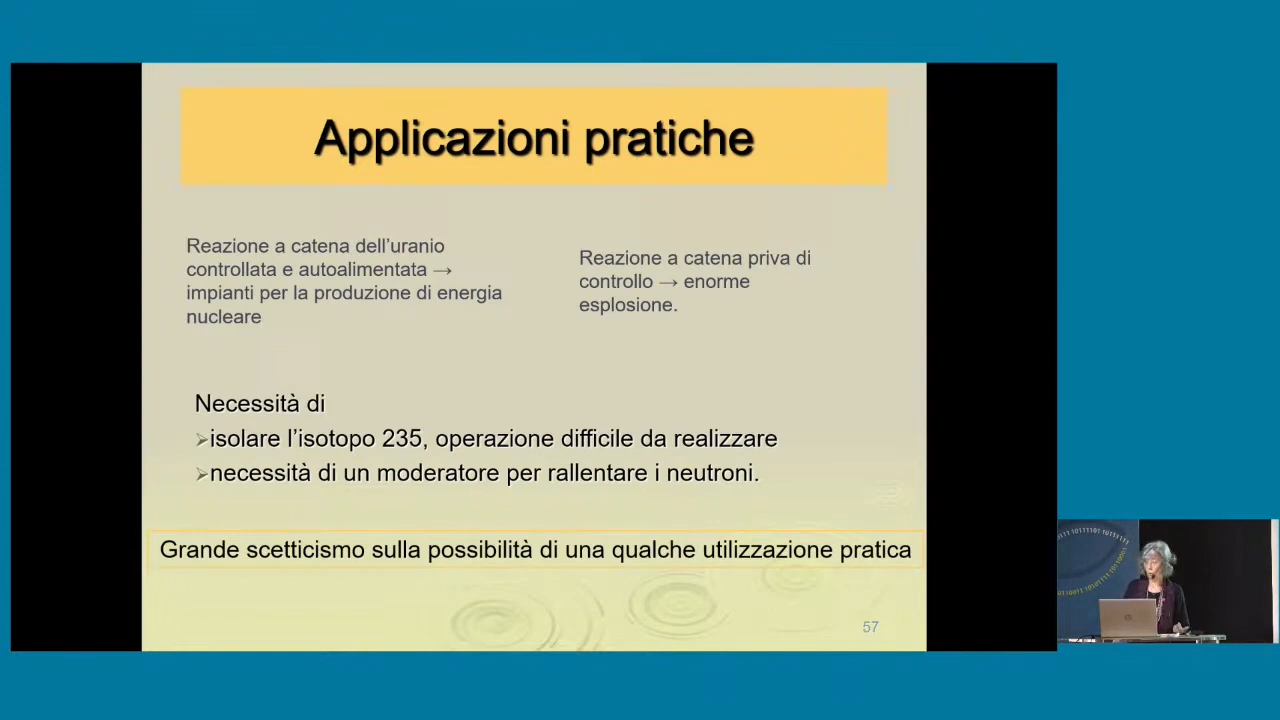 Applicazioni pratiche
Reazione a catena dell’uranio
controllata e autoalimentata →
impianti per la produzione di energia
nucleare
Reazione a catena priva di
controllo → enorme
esplosione.
Necessità di
➢isolare l’isotopo 235, operazione difficile da realizzare
➢necessità di un moderatore per rallentare i neutroni.
Grande scetticismo sulla possibilità di una qualche utilizzazione pratica
57